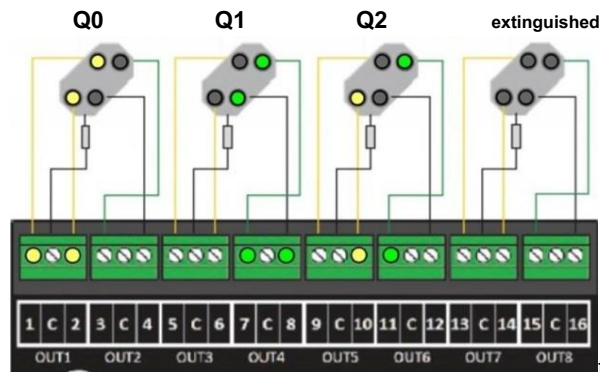 Q0 Q1 Q2 extinguished
1 C 2 3 C 4 5 C 6 7 C 8 9 C 10 11 C 12 13 C 14 15 C 16
OUT1 OUT2 OUT3 OUT4 OUT5 OUT6 OUT7 OUT8